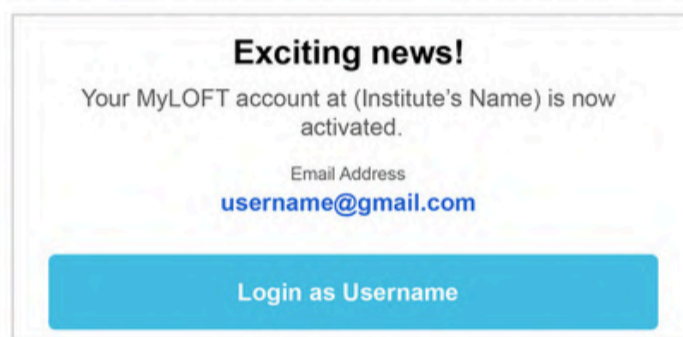 Exciting news!
Your MyLOFT account at (Institute's Name) is now
activated.
Email Address
username@gmail.com
Login as Username